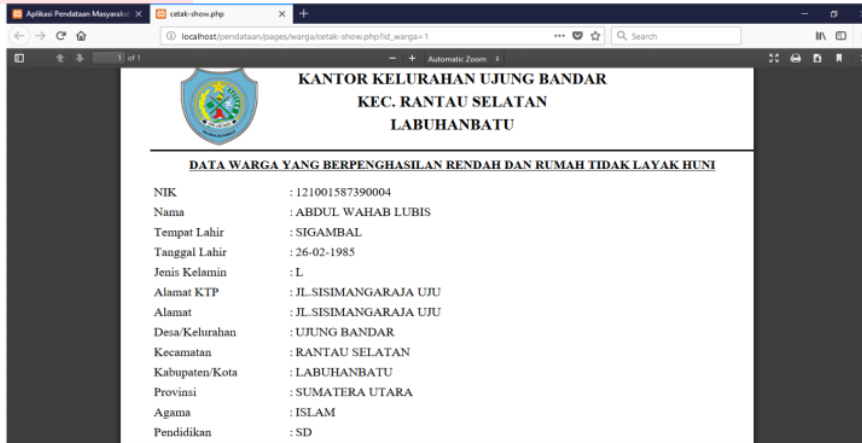 Aplikasi Pendataan Masyarakat
cetak-show.php
localhost/pendataan/pages/warga/cetak-show.php?id_warga=1
Search
1 of 1
Automatic Zoom
KANTOR KELURAHAN UJUNG BANDAR
KEC. RANTAU SELATAN
LABUHANBATU
DATA WARGA YANG BERPENGHASILAN RENDAH DAN RUMAH TIDAK LAYAK HUNI
NIK : 121001587390004
Nama : ABDUL WAHAB LUBIS
Tempat Lahir : SIGAMBAL
Tanggal Lahir : 26-02-1985
Jenis Kelamin : L
Alamat KTP : JL.SISIMANGARAJA UJU
Alamat : JL.SISIMANGARAJA UJU
Desa/Kelurahan : UJUNG BANDAR
Kecamatan : RANTAU SELATAN
Kabupaten/Kota : LABUHANBATU
Provinsi : SUMATERA UTARA
Agama : ISLAM
Pendidikan : SD